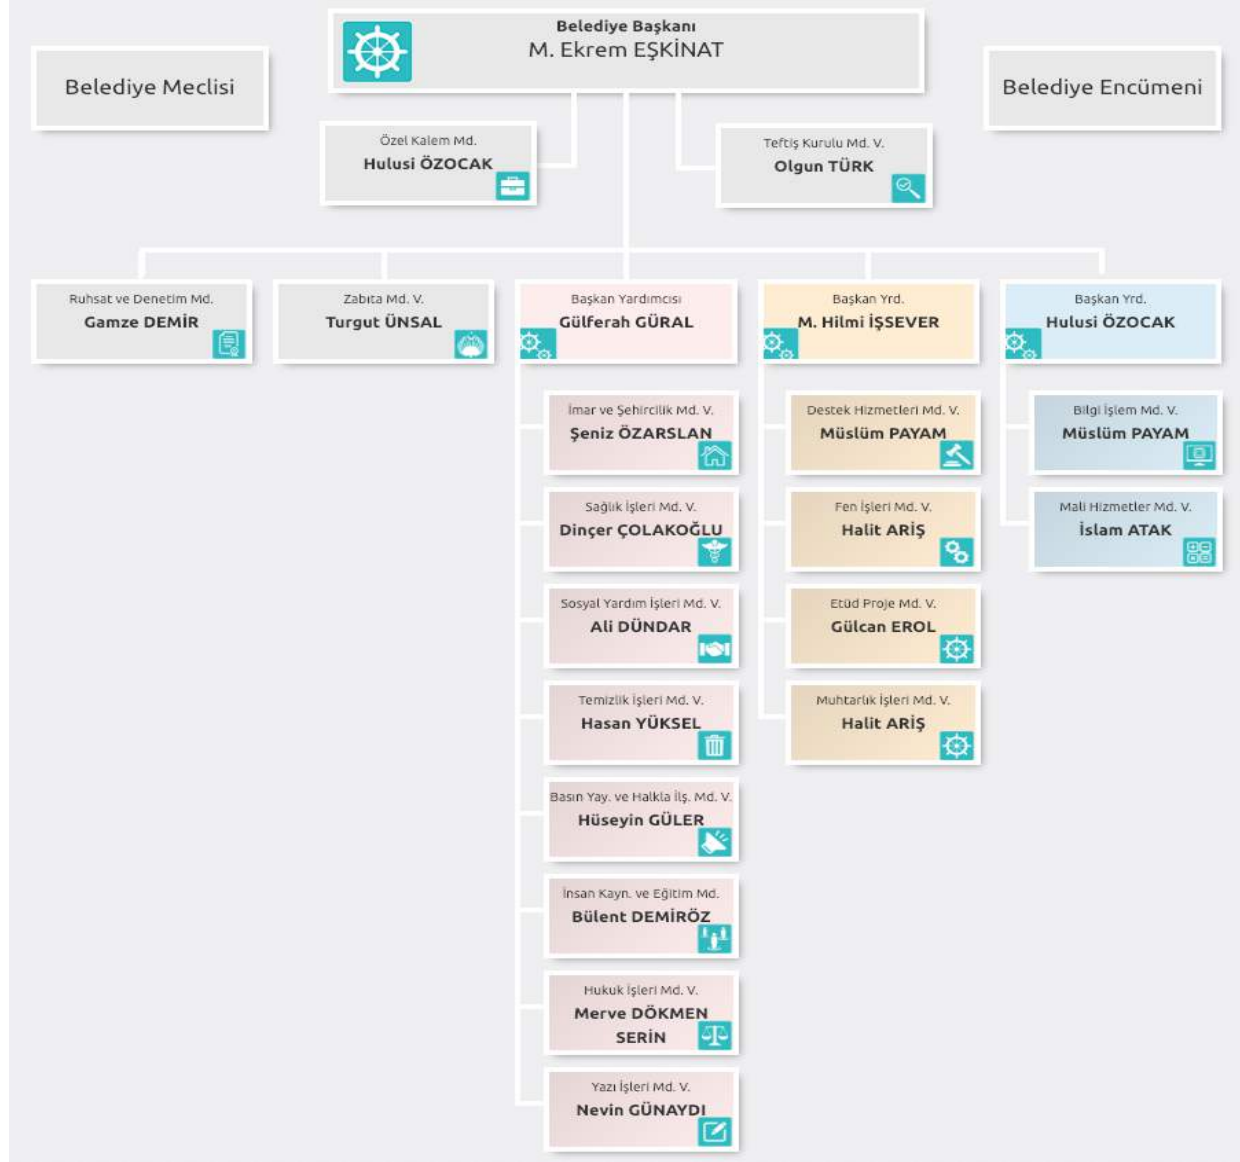 Belediye Başkanı
M. Ekrem EŞKİNAT
Belediye Meclisi
Belediye Encümeni
Özel Kalem Md.
Hulusi ÖZOCAK
Teftiş Kurulu Md. V.
Olgun TÜRK
Ruhsat ve Denetim Md.
Gamze DEMİR
Zabıta Md. V.
Turgut ÜNSAL
Başkan Yardımcısı
Gülferah GÜRAL
Başkan Yrd.
M. Hilmi İŞSEVER
Başkan Yrd.
Hulusi ÖZOCAK
İmar ve Şehircilik Md. V.
Şeniz ÖZARSLAN
Sağlık İşleri Md. V.
Dinçer ÇOLAKOĞLU
Sosyal Yardım İşleri Md. V.
Ali DÜNDAR
Temizlik İşleri Md. V.
Hasan YÜKSEL
Basın Yay. ve Halkla İlş. Md. V.
Hüseyin GÜLER
İnsan Kayn. ve Eğitim Md.
Bülent DEMİRÖZ
Hukuk İşleri Md. V.
Merve DÖKMEN
SERİN
Yazı İşleri Md. V.
Nevin GÜNAYDI
Destek Hizmetleri Md. V.
Müslüm PAYAM
Fen İşleri Md. V.
Halit ARİŞ
Etüd Proje Md. V.
Gülcan EROL
Muhtarlık İşleri Md. V.
Halit ARİŞ
Bilgi İşlem Md. V.
Müslüm PAYAM
Mali Hizmetler Md. V.
İslam ATAK